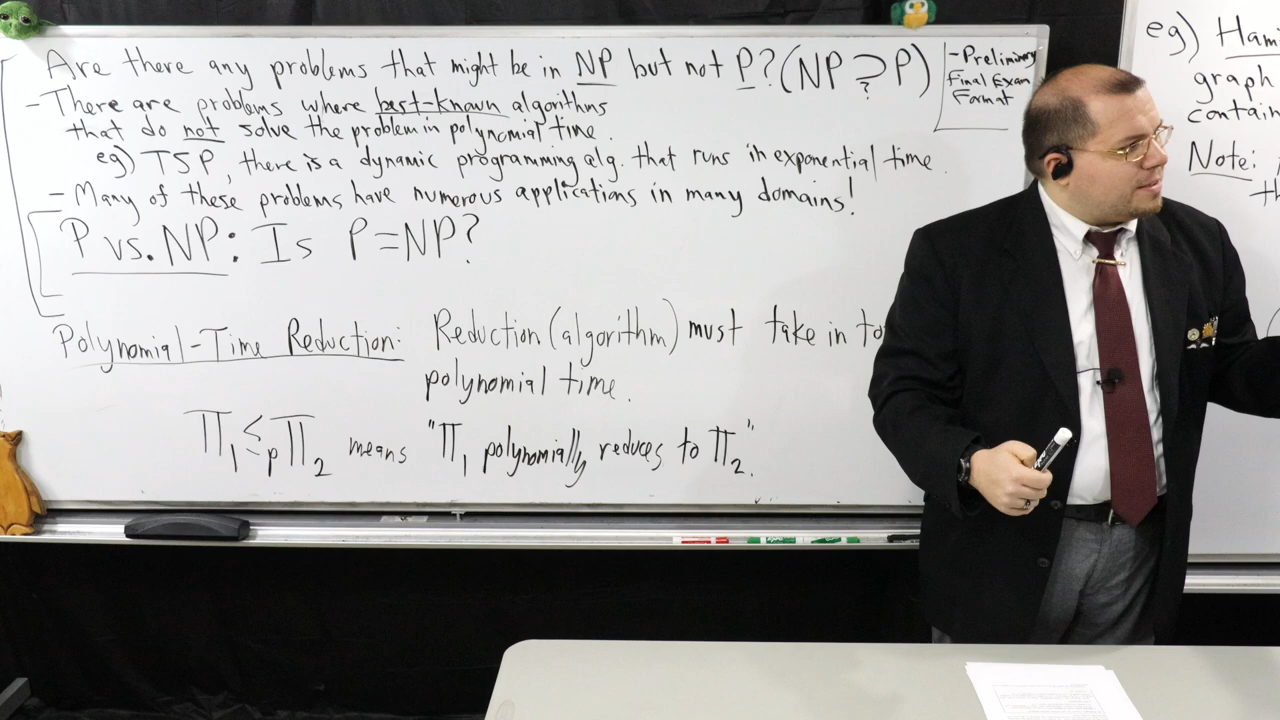 Are there any problems that might be in NP but not P? (NP ⊋ P)
?
- There are problems where best-known algorithms
that do not solve the problem in polynomial time.
eg) TSP, there is a dynamic programming alg. that runs in exponential time.
- Many of these problems have numerous applications in many domains!
P vs. NP: Is P=NP?
Polynomial-Time Reduction: Reduction (algorithm) must take in to
polynomial time.
Π₁ ≤ₚ Π₂ means "Π₁ polynomially reduces to Π₂."
- Preliminary
Final Exam
Format
eg) Ham
graph
contain
Note:
th